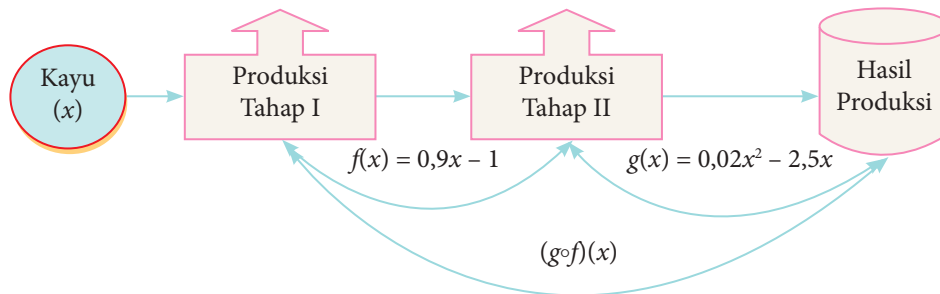 Kayu
(x)
Produksi
Tahap I
Produksi
Tahap II
Hasil
Produksi
f(x) = 0,9x – 1
g(x) = 0,02x² – 2,5x
(g∘f)(x)